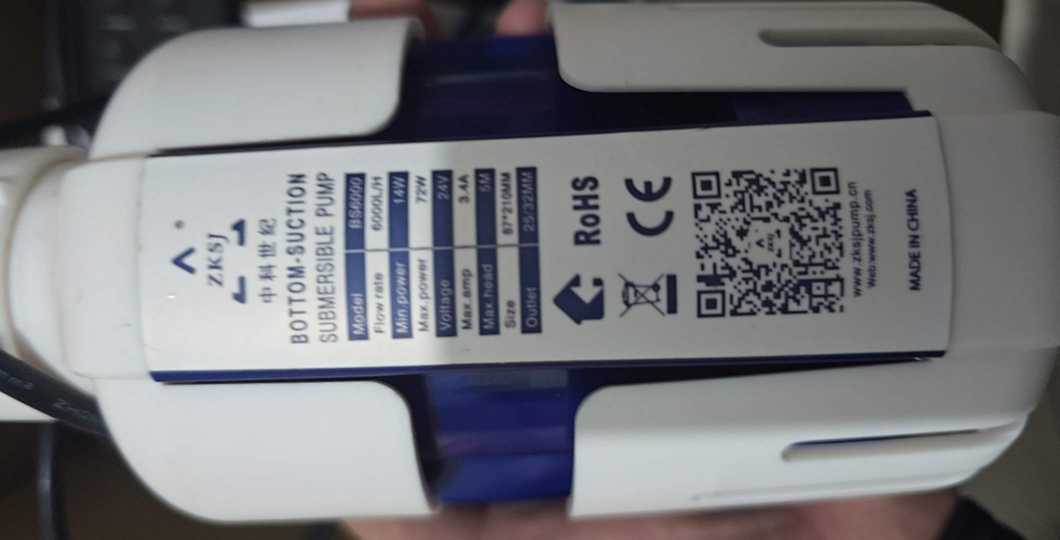 ZKSJ
®
中科世纪
BOTTOM-SUCTION
SUBMERSIBLE PUMP
Model BS6000
Flow rate 6000L/H
Min.power 14W
Max.power 72W
Voltage 24V
Max.amp 3.4A
Max.head 5M
Size 87*210MM
Outlet 25/32MM
RoHS
CE
zksj
www.zksjpump.cn
Web:www.zksj.com
MADE IN CHINA